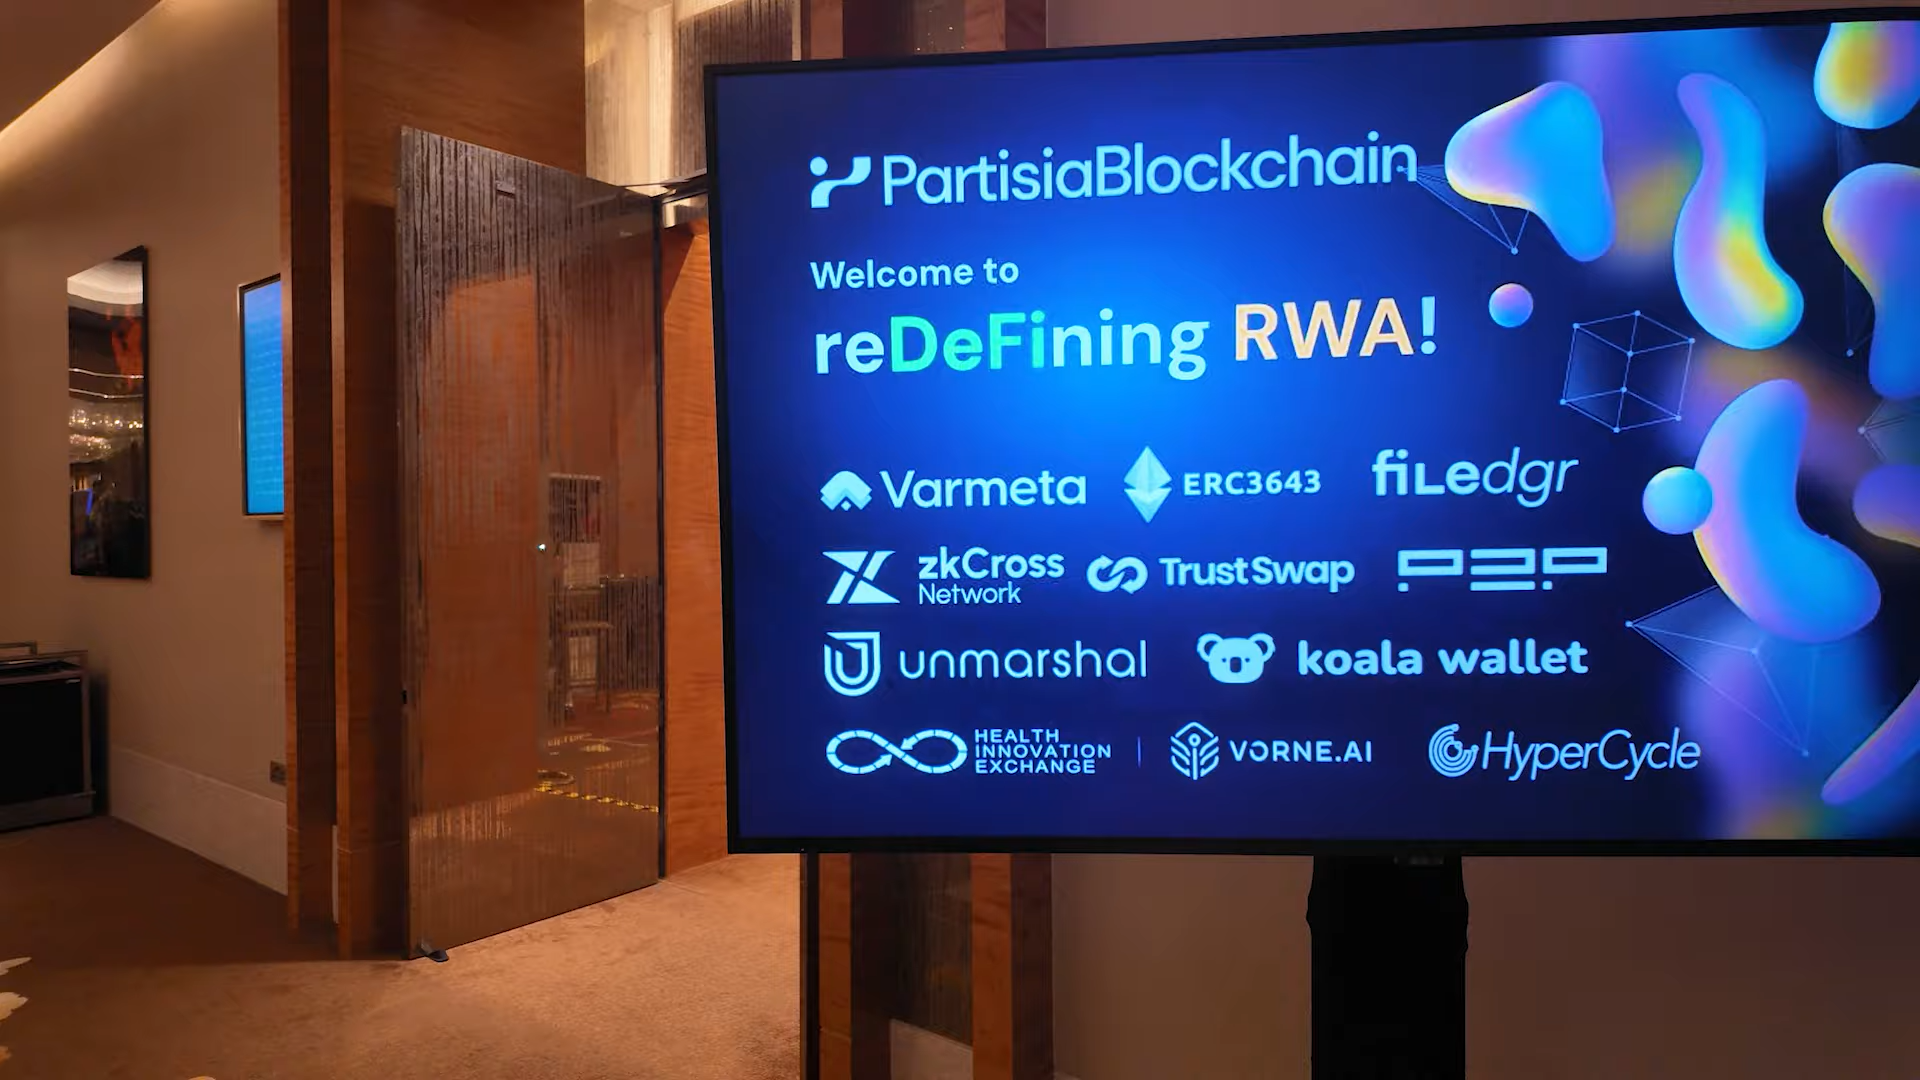 PartisiaBlockchain
Welcome to
reDeFining RWA!
Varmeta ERC3643 fiLedgr
zkCross Network TrustSwap P2P
unmarshal koala wallet
HEALTH INNOVATION EXCHANGE | VORNE.AI HyperCycle